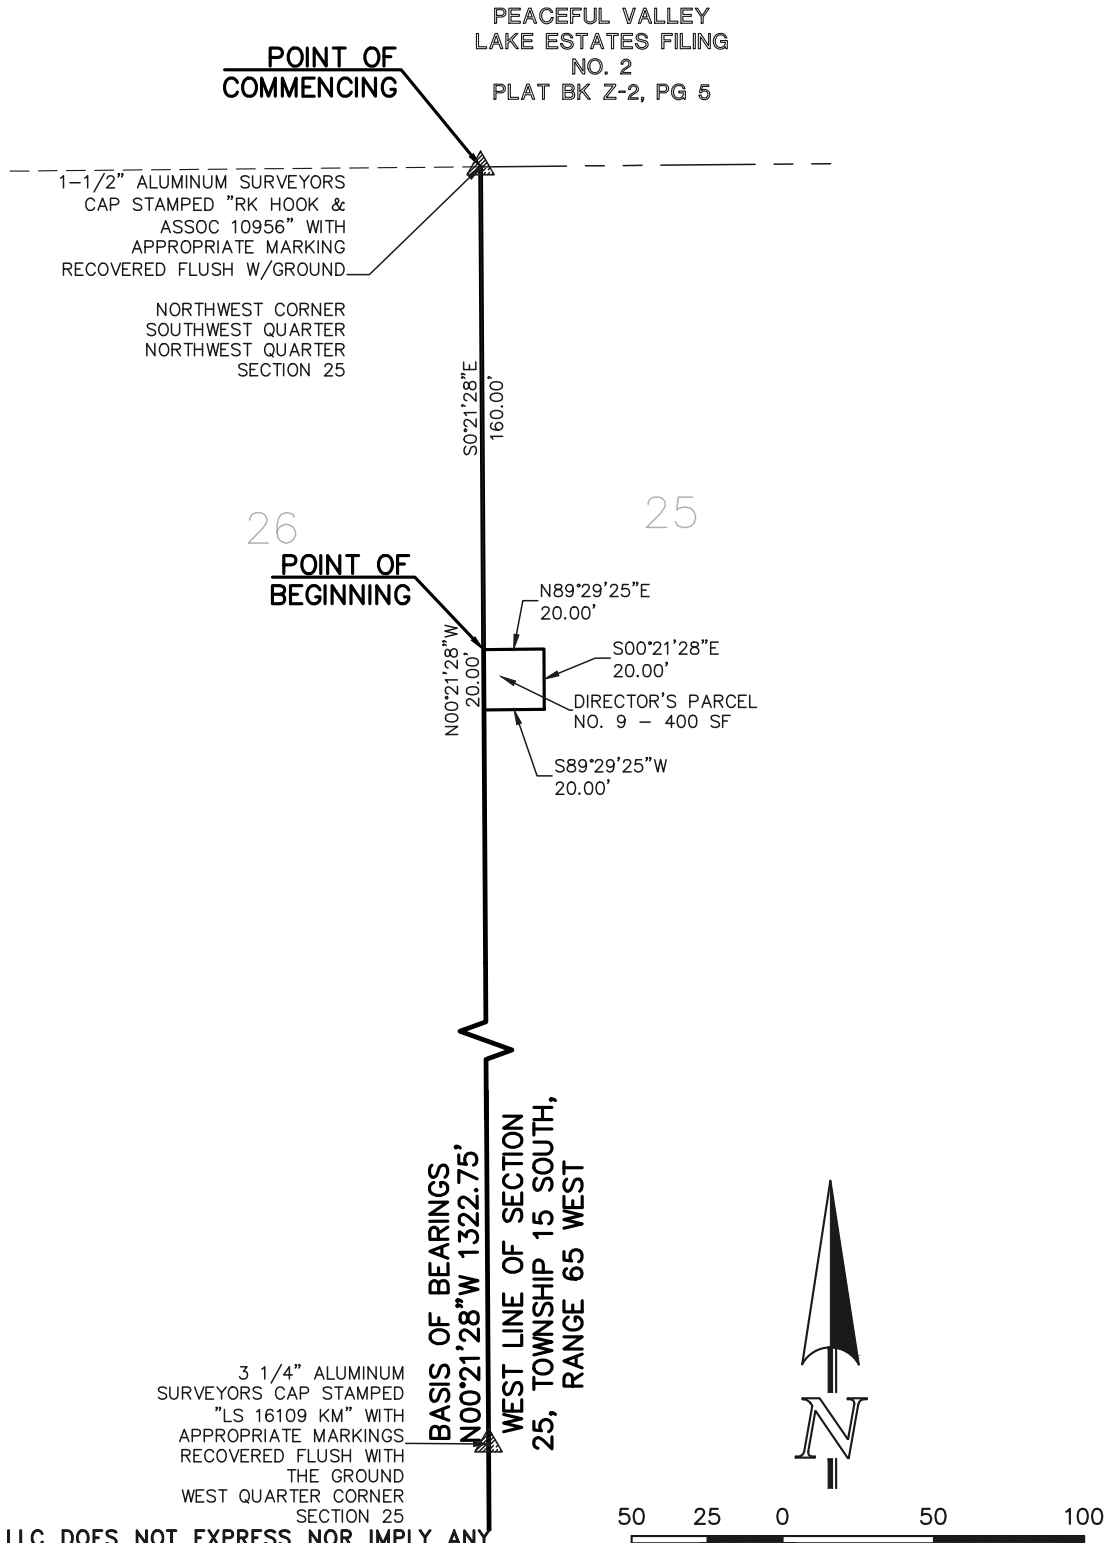 PEACEFUL VALLEY
LAKE ESTATES FILING
NO. 2
PLAT BK Z-2, PG 5
POINT OF
COMMENCING
1-1/2" ALUMINUM SURVEYORS
CAP STAMPED "RK HOOK &
ASSOC 10956" WITH
APPROPRIATE MARKING
RECOVERED FLUSH W/GROUND
NORTHWEST CORNER
SOUTHWEST QUARTER
NORTHWEST QUARTER
SECTION 25
S0°21'28"E
160.00'
26
25
POINT OF
BEGINNING
N89°29'25"E
20.00'
N00°21'28"W
20.00'
S00°21'28"E
20.00'
DIRECTOR'S PARCEL
NO. 9 - 400 SF
S89°29'25"W
20.00'
BASIS OF BEARINGS
N00°21'28"W 1322.75'
WEST LINE OF SECTION
25, TOWNSHIP 15 SOUTH,
RANGE 65 WEST
3 1/4" ALUMINUM
SURVEYORS CAP STAMPED
"LS 16109 KM" WITH
APPROPRIATE MARKINGS
RECOVERED FLUSH WITH
THE GROUND
WEST QUARTER CORNER
SECTION 25
N
LLC DOES NOT EXPRESS NOR IMPLY ANY
50 25 0 50 100